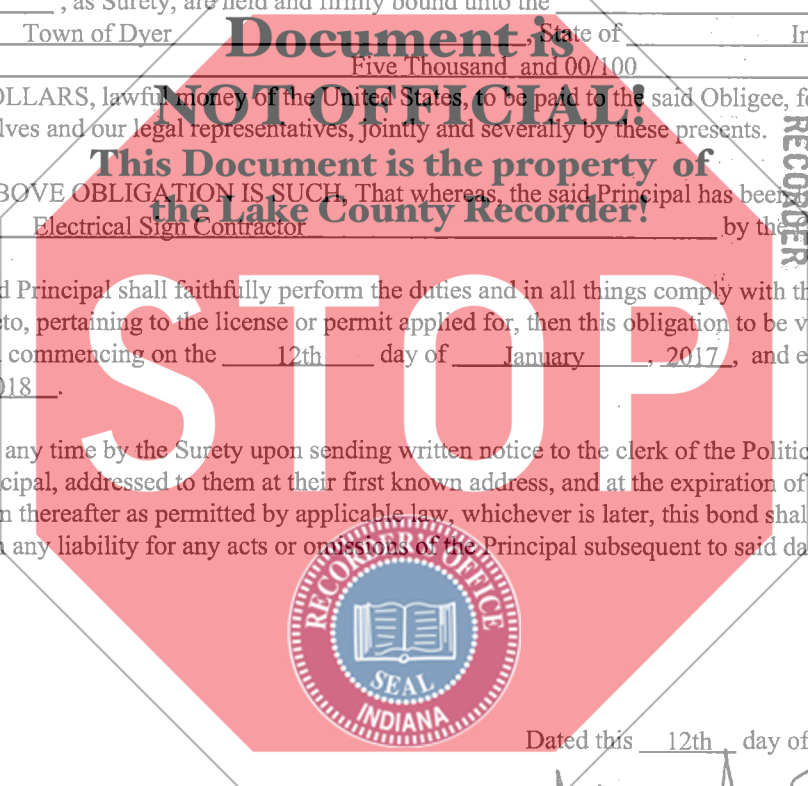 , as Surety, are held and firmly bound unto the
Town of Dyer , State of In
Document is
Five Thousand and 00/100
OLLARS, lawful money of the United States, to be paid to the said Obligee, f
NOT OFFICIAL!
lves and our legal representatives, jointly and severally by these presents.
This Document is the property of
BOVE OBLIGATION IS SUCH, That whereas, the said Principal has been
the Lake County Recorder!
Electrical Sign Contractor by the
RECORDER
d Principal shall faithfully perform the duties and in all things comply with th
eto, pertaining to the license or permit applied for, then this obligation to be v
commencing on the 12th day of January , 2017 , and e
018 .
STOP
any time by the Surety upon sending written notice to the clerk of the Politic
cipal, addressed to them at their first known address, and at the expiration of
n thereafter as permitted by applicable law, whichever is later, this bond shal
any liability for any acts or omissions of the Principal subsequent to said da
RECORDER'S OFFICE
SEAL
INDIANA
Dated this 12th day of